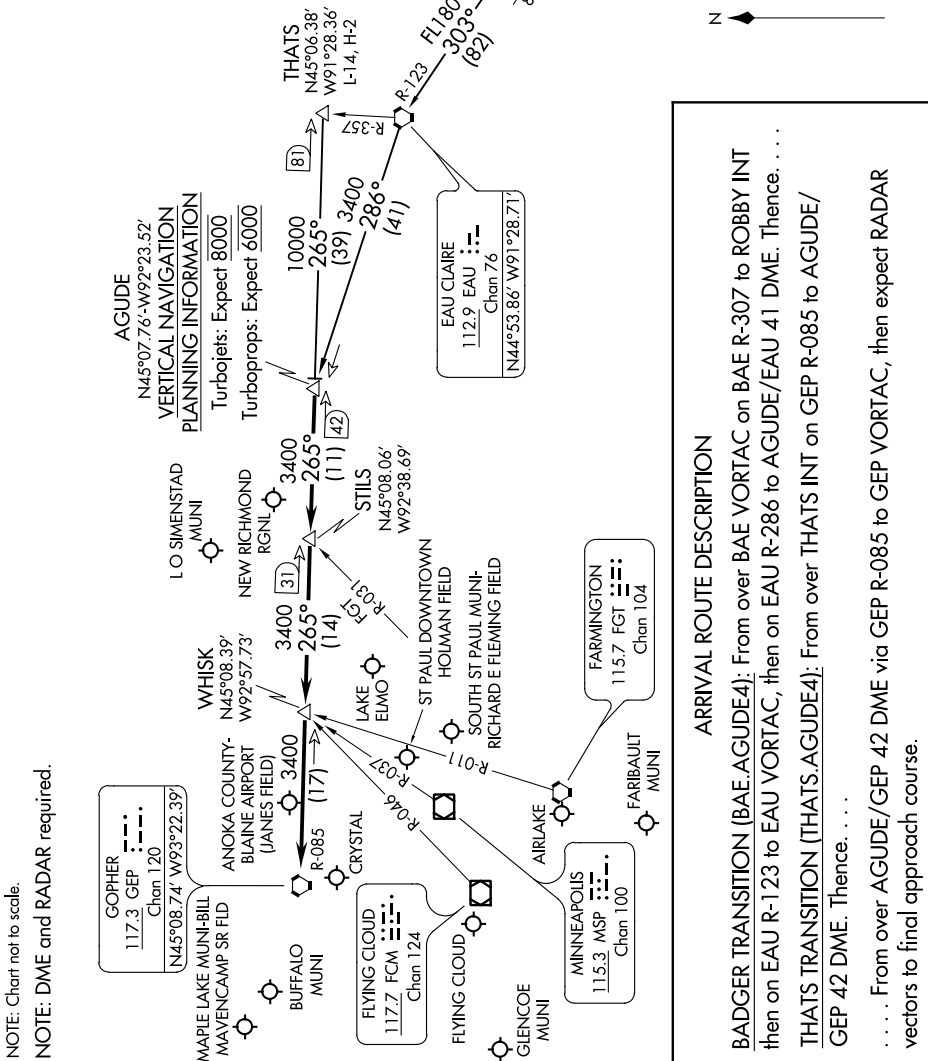 NOTE: Chart not to scale.
NOTE: DME and RADAR required.
N
FL180
303°
(82)
R-123
THATS
N45°06.38'
W91°28.36'
L-14, H-2
R-357
81
10000
265°
(39)
3400
286°
(41)
AGUDE
N45°07.76'-W92°23.52'
VERTICAL NAVIGATION
PLANNING INFORMATION
Turbojets: Expect 8000
Turboprops: Expect 6000
EAU CLAIRE
112.9 EAU
Chan 76
N44°53.86' W91°28.71'
42
3400
265°
(11)
L O SIMENSTAD
MUNI
NEW RICHMOND
RGNL
STILS
N45°08.06'
W92°38.69'
31
FGT
R-031
3400
265°
(14)
WHISK
N45°08.39'
W92°57.73'
ST PAUL DOWNTOWN
HOLMAN FIELD
LAKE
ELMO
SOUTH ST PAUL MUNI-
RICHARD E FLEMING FIELD
R-011
R-037
R-046
ANOKA COUNTY-
BLAINE AIRPORT
(JANES FIELD)
3400
(17)
R-085
CRYSTAL
GOPHER
117.3 GEP
Chan 120
N45°08.74' W93°22.39'
MAPLE LAKE MUNI-BILL
MAVENCAMP SR FLD
BUFFALO
MUNI
FLYING CLOUD
117.7 FCM
Chan 124
FLYING CLOUD
GLENCOE
MUNI
MINNEAPOLIS
115.3 MSP
Chan 100
AIRLAKE
FARIBAULT
MUNI
FARMINGTON
115.7 FGT
Chan 104
ARRIVAL ROUTE DESCRIPTION
BADGER TRANSITION (BAE.AGUDE4): From over BAE VORTAC on BAE R-307 to ROBBY INT
then on EAU R-123 to EAU VORTAC, then on EAU R-286 to AGUDE/EAU 41 DME. Thence. . . .
THATS TRANSITION (THATS.AGUDE4): From over THATS INT on GEP R-085 to AGUDE/
GEP 42 DME. Thence. . . .
. . . . From over AGUDE/GEP 42 DME via GEP R-085 to GEP VORTAC, then expect RADAR
vectors to final approach course.